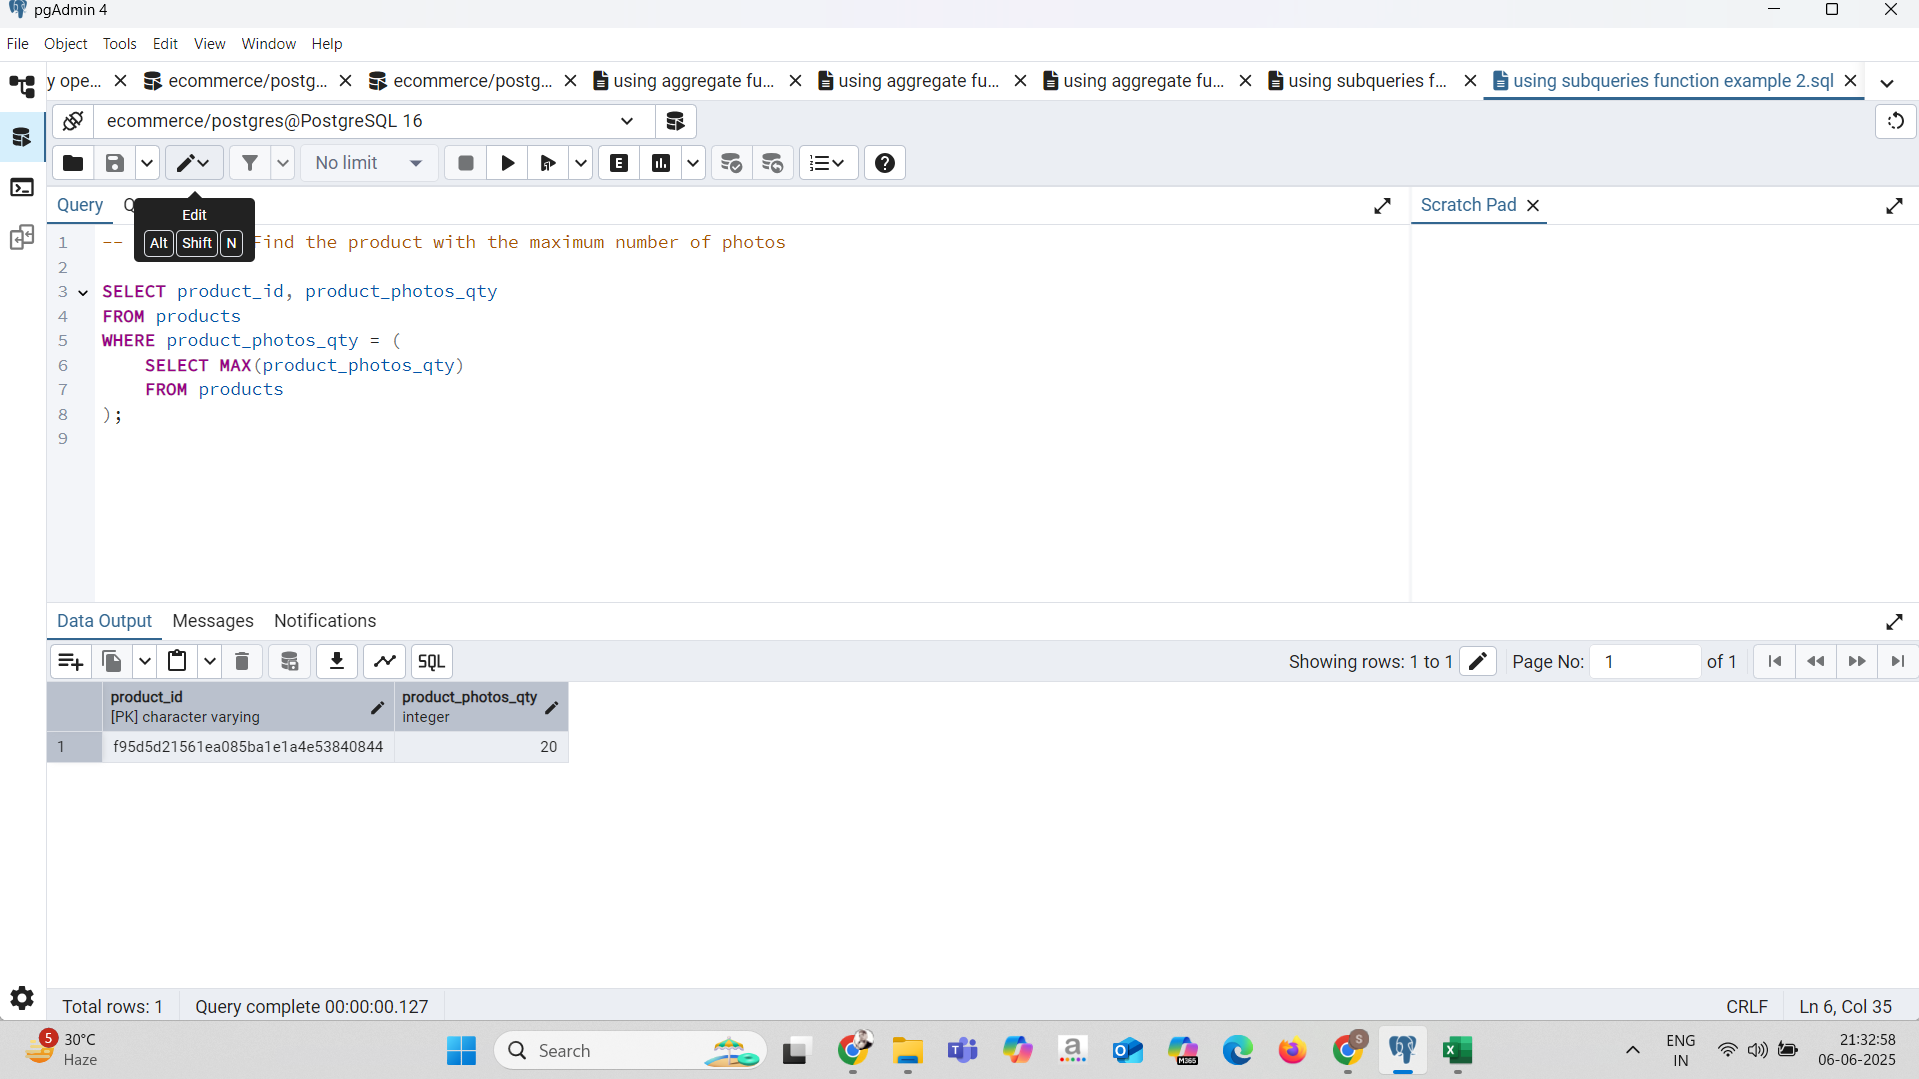 pgAdmin 4
File Object Tools Edit View Window Help
y ope... ecommerce/postg... ecommerce/postg... using aggregate fu... using aggregate fu... using aggregate fu... using subqueries f... using subqueries function example 2.sql
ecommerce/postgres@PostgreSQL 16
No limit
E
Query Q
Scratch Pad
Edit
Alt Shift N
1 -- Find the product with the maximum number of photos
2
3 SELECT product_id, product_photos_qty
4 FROM products
5 WHERE product_photos_qty = (
6 SELECT MAX(product_photos_qty)
7 FROM products
8 );
9
Data Output Messages Notifications
SQL
Showing rows: 1 to 1 Page No: 1 of 1
product_id product_photos_qty
[PK] character varying integer
1 f95d5d21561ea085ba1e1a4e53840844 20
Total rows: 1 Query complete 00:00:00.127
CRLF Ln 6, Col 35
5 30°C
Haze
Search
M365
S
ENG
IN
21:32:58
06-06-2025